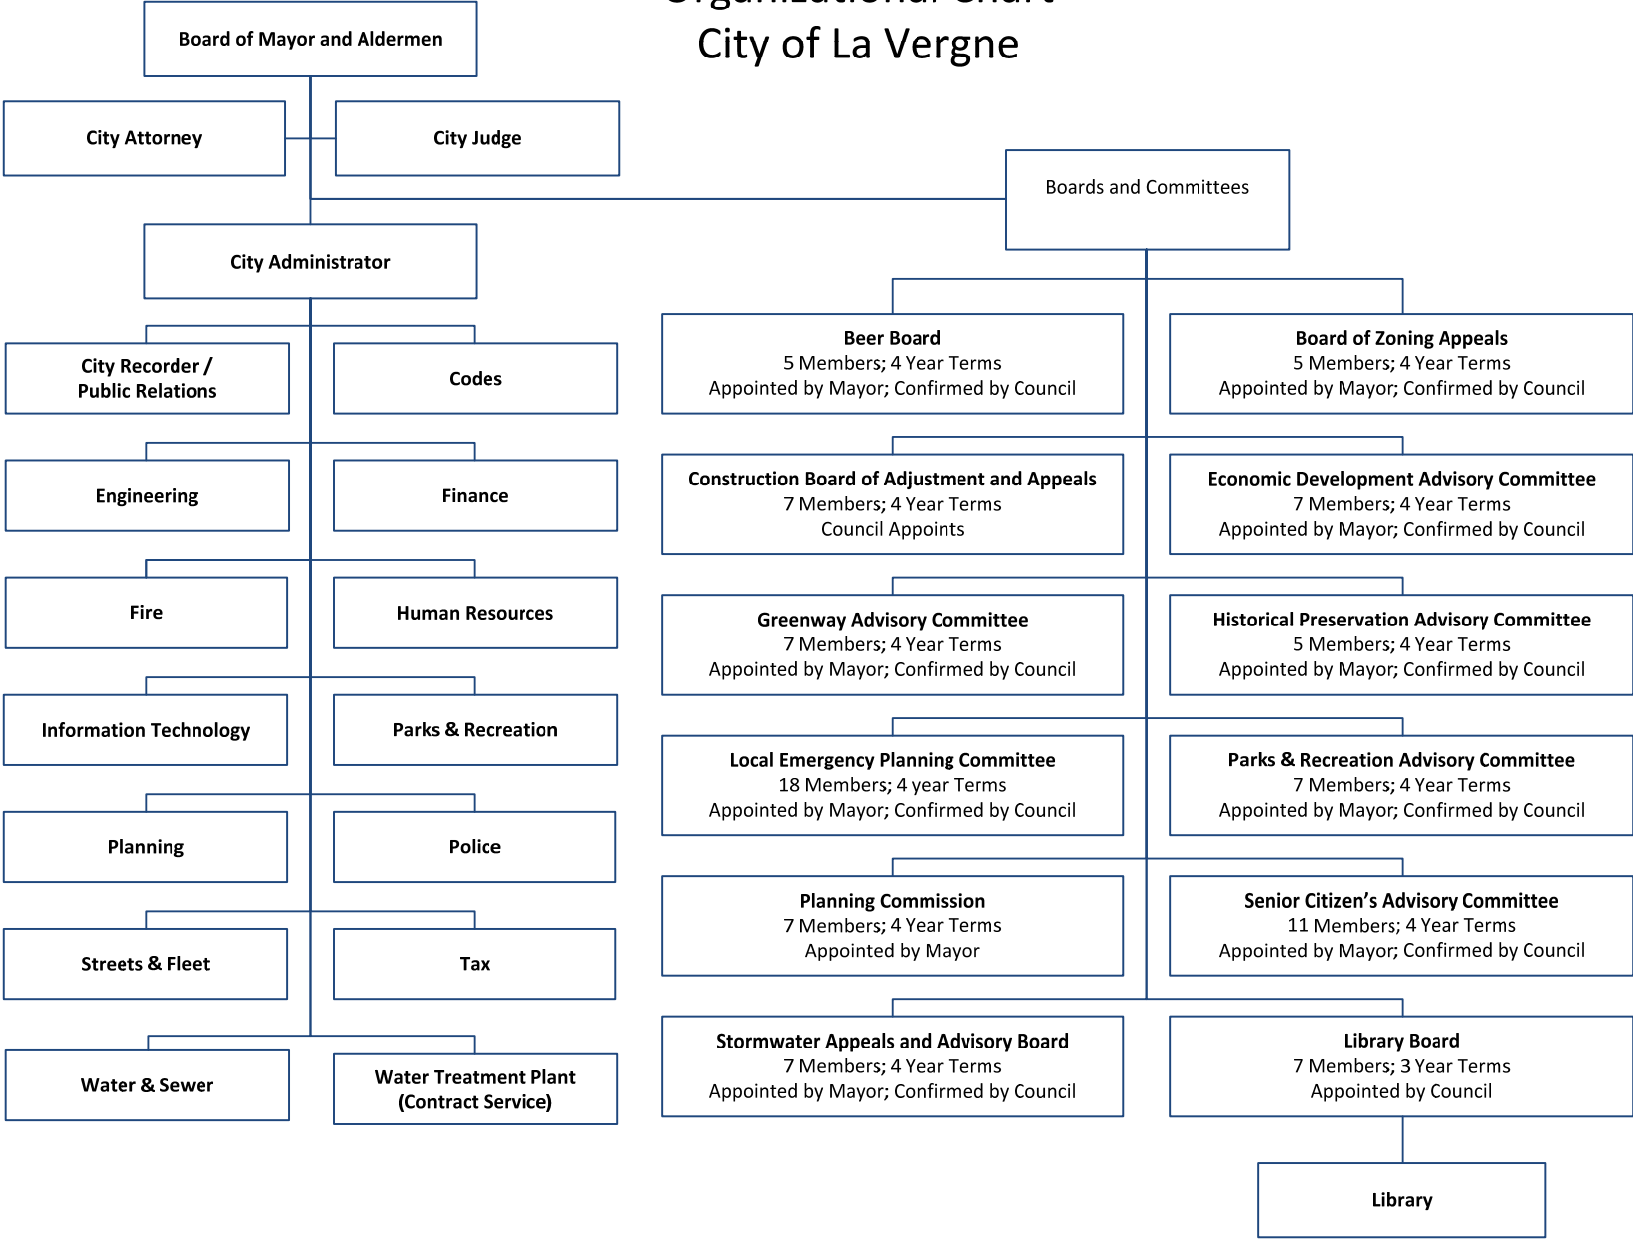 Organizational Chart
City of La Vergne
Board of Mayor and Aldermen
City Attorney
City Judge
Boards and Committees
City Administrator
City Recorder /
Public Relations
Codes
Engineering
Finance
Fire
Human Resources
Information Technology
Parks & Recreation
Planning
Police
Streets & Fleet
Tax
Water & Sewer
Water Treatment Plant
(Contract Service)
Beer Board
5 Members; 4 Year Terms
Appointed by Mayor; Confirmed by Council
Board of Zoning Appeals
5 Members; 4 Year Terms
Appointed by Mayor; Confirmed by Council
Construction Board of Adjustment and Appeals
7 Members; 4 Year Terms
Council Appoints
Economic Development Advisory Committee
7 Members; 4 Year Terms
Appointed by Mayor; Confirmed by Council
Greenway Advisory Committee
7 Members; 4 Year Terms
Appointed by Mayor; Confirmed by Council
Historical Preservation Advisory Committee
5 Members; 4 Year Terms
Appointed by Mayor; Confirmed by Council
Local Emergency Planning Committee
18 Members; 4 year Terms
Appointed by Mayor; Confirmed by Council
Parks & Recreation Advisory Committee
7 Members; 4 Year Terms
Appointed by Mayor; Confirmed by Council
Planning Commission
7 Members; 4 Year Terms
Appointed by Mayor
Senior Citizen’s Advisory Committee
11 Members; 4 Year Terms
Appointed by Mayor; Confirmed by Council
Stormwater Appeals and Advisory Board
7 Members; 4 Year Terms
Appointed by Mayor; Confirmed by Council
Library Board
7 Members; 3 Year Terms
Appointed by Council
Library